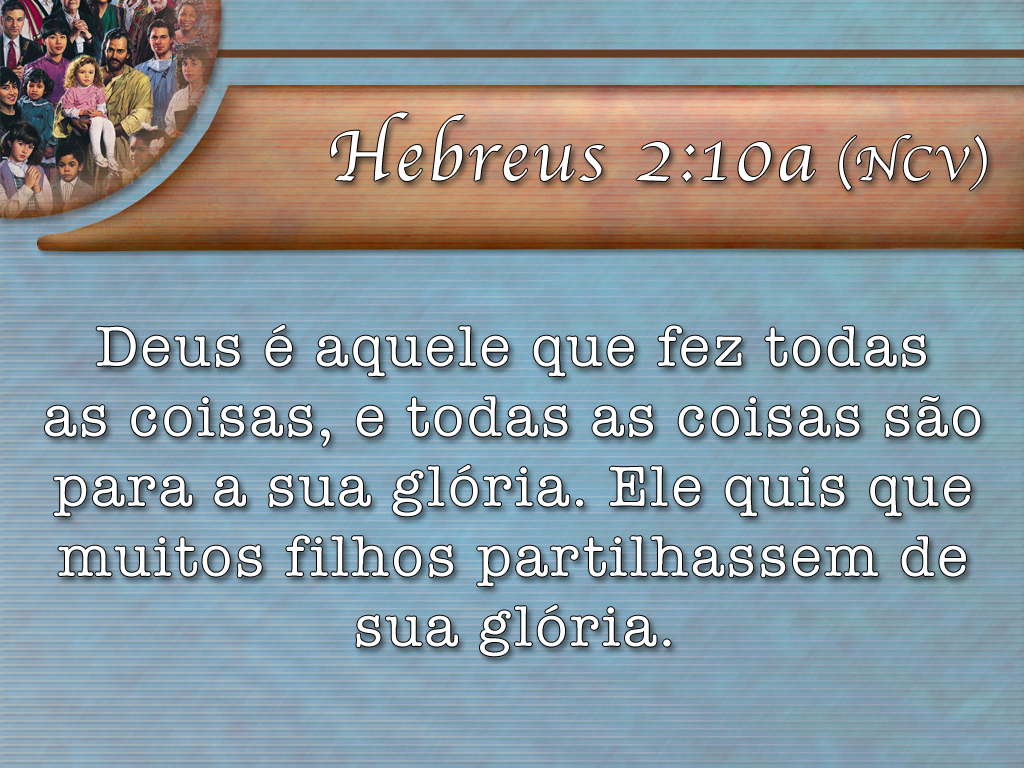 Hebreus 2:10a (NCV)
Deus é aquele que fez todas
as coisas, e todas as coisas são
para a sua glória. Ele quis que
muitos filhos partilhassem de
sua glória.